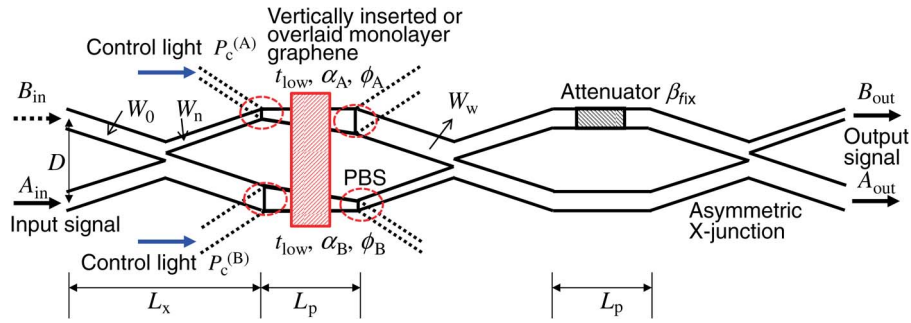 Vertically inserted or
overlaid monolayer
graphene
Control light P_c^(A)
t_low, α_A, ϕ_A
B_in
W_0
W_n
W_w
Attenuator β_fix
B_out
Output
signal
D
A_in
Input signal
PBS
A_out
Asymmetric
X-junction
t_low, α_B, ϕ_B
Control light P_c^(B)
L_x
L_p
L_p